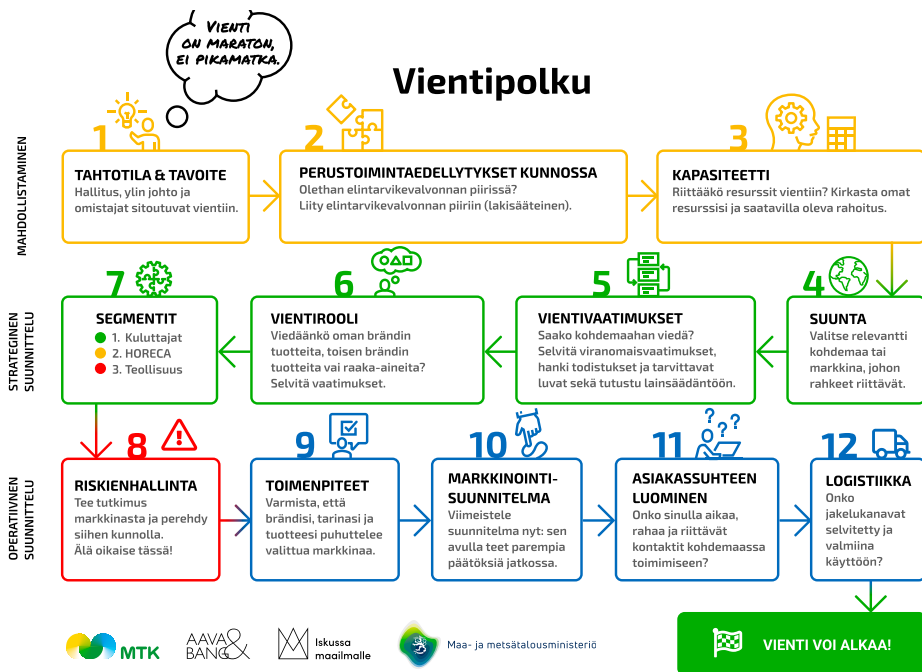 VIENTI
ON MARATON,
EI PIKAMATKA.
Vientipolku
MAHDOLLISTAMINEN
1
TAHTOTILA & TAVOITE
Hallitus, ylin johto ja
omistajat sitoutuvat vientiin.
2
PERUSTOIMINTAEDELLYTYKSET KUNNOSSA
Olethan elintarvikevalvonnan piirissä?
Liity elintarvikevalvonnan piiriin (lakisääteinen).
3
KAPASITEETTI
Riittääkö resurssit vientiin? Kirkasta omat
resurssisi ja saatavilla oleva rahoitus.
STRATEGINEN
SUUNNITTELU
4
SUUNTA
Valitse relevantti
kohdemaa tai
markkina, johon
rahkeet riittävät.
5
VIENTIVAATIMUKSET
Saako kohdemaahan viedä?
Selvitä viranomaisvaatimukset,
hanki todistukset ja tarvittavat
luvat sekä tutustu lainsäädäntöön.
6
VIENTIROOLI
Viedäänkö oman brändin
tuotteita, toisen brändin
tuotteita vai raaka-aineita?
Selvitä vaatimukset.
7
SEGMENTIT
1. Kuluttajat
2. HORECA
3. Teollisuus
OPERATIIVINEN
SUUNNITTELU
8
RISKIENHALLINTA
Tee tutkimus
markkinasta ja perehdy
siihen kunnolla.
Älä oikaise tässä!
9
TOIMENPITEET
Varmista, että
brändisi, tarinasi ja
tuotteesi puhuttelee
valittua markkinaa.
10
MARKKINOINTI-
SUUNNITELMA
Viimeistele
suunnitelma nyt: sen
avulla teet parempia
päätöksiä jatkossa.
11
ASIAKASSUHTEEN
LUOMINEN
Onko sinulla aikaa,
rahaa ja riittävät
kontaktit kohdemaassa
toimimiseen?
12
LOGISTIIKKA
Onko
jakelukanavat
selvitetty ja
valmiina
käyttöön?
MTK
AAVA&
BANG
Iskussa
maailmalle
Maa- ja metsätalousministeriö
VIENTI VOI ALKAA!